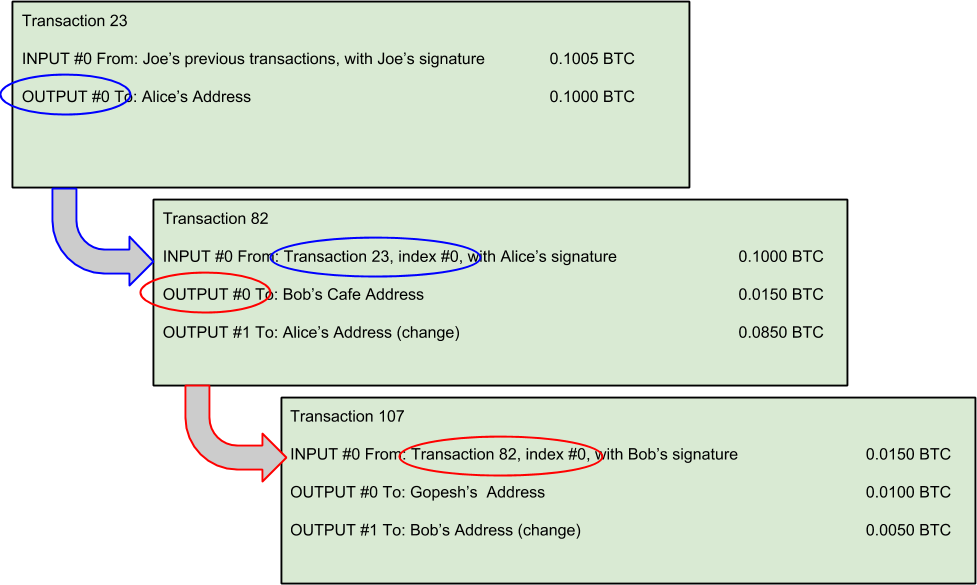 Transaction 23
INPUT #0 From: Joe’s previous transactions, with Joe’s signature 0.1005 BTC
OUTPUT #0 To: Alice’s Address 0.1000 BTC
Transaction 82
INPUT #0 From: Transaction 23, index #0, with Alice’s signature 0.1000 BTC
OUTPUT #0 To: Bob’s Cafe Address 0.0150 BTC
OUTPUT #1 To: Alice’s Address (change) 0.0850 BTC
Transaction 107
INPUT #0 From: Transaction 82, index #0, with Bob’s signature 0.0150 BTC
OUTPUT #0 To: Gopesh’s Address 0.0100 BTC
OUTPUT #1 To: Bob’s Address (change) 0.0050 BTC